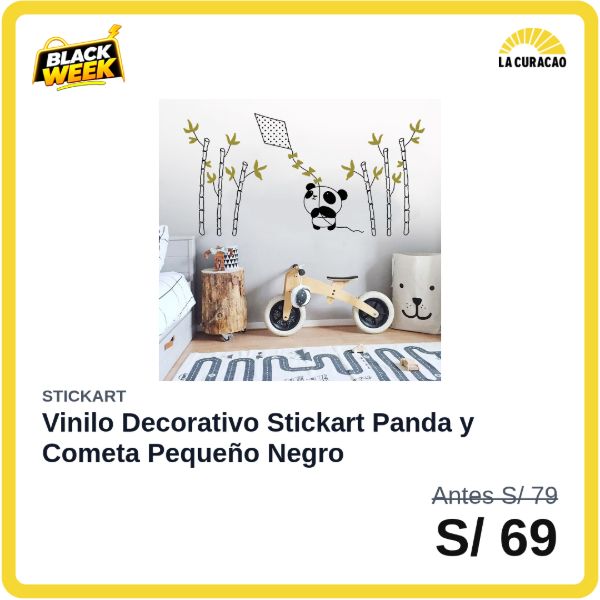 BLACK
WEEK
LA CURACAO
STICKART
Vinilo Decorativo Stickart Panda y
Cometa Pequeño Negro
Antes S/ 79
S/ 69